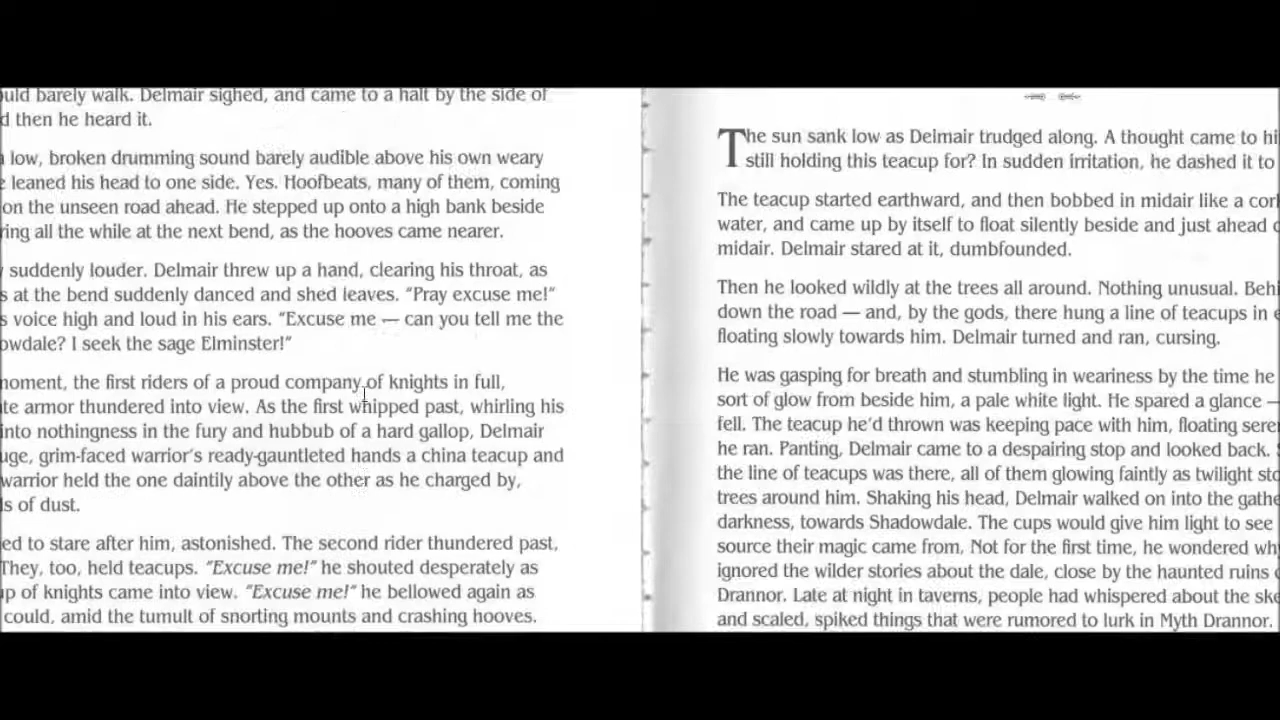 uld barely walk. Delmair sighed, and came to a halt by the side of
d then he heard it.
low, broken drumming sound barely audible above his own weary
leaned his head to one side. Yes. Hoofbeats, many of them, coming
on the unseen road ahead. He stepped up onto a high bank beside
ring all the while at the next bend, as the hooves came nearer.
suddenly louder. Delmair threw up a hand, clearing his throat, as
s at the bend suddenly danced and shed leaves. "Pray excuse me!"
s voice high and loud in his ears. "Excuse me — can you tell me the
owdale? I seek the sage Elminster!"
moment, the first riders of a proud company of knights in full,
te armor thundered into view. As the first whipped past, whirling his
into nothingness in the fury and hubbub of a hard gallop, Delmair
uge, grim-faced warrior's ready-gauntleted hands a china teacup and
warrior held the one daintily above the other as he charged by,
ls of dust.
ed to stare after him, astonished. The second rider thundered past,
They, too, held teacups. "Excuse me!" he shouted desperately as
p of knights came into view. "Excuse me!" he bellowed again as
could, amid the tumult of snorting mounts and crashing hooves.
The sun sank low as Delmair trudged along. A thought came to hi
still holding this teacup for? In sudden irritation, he dashed it to
The teacup started earthward, and then bobbed in midair like a cor
water, and came up by itself to float silently beside and just ahead
midair. Delmair stared at it, dumbfounded.
Then he looked wildly at the trees all around. Nothing unusual. Behi
down the road — and, by the gods, there hung a line of teacups in
floating slowly towards him. Delmair turned and ran, cursing.
He was gasping for breath and stumbling in weariness by the time he
sort of glow from beside him, a pale white light. He spared a glance —
fell. The teacup he'd thrown was keeping pace with him, floating sere
he ran. Panting, Delmair came to a despairing stop and looked back.
the line of teacups was there, all of them glowing faintly as twilight sto
trees around him. Shaking his head, Delmair walked on into the gathe
darkness, towards Shadowdale. The cups would give him light to see
source their magic came from, Not for the first time, he wondered wh
ignored the wilder stories about the dale, close by the haunted ruins
Drannor. Late at night in taverns, people had whispered about the ske
and scaled, spiked things that were rumored to lurk in Myth Drannor.